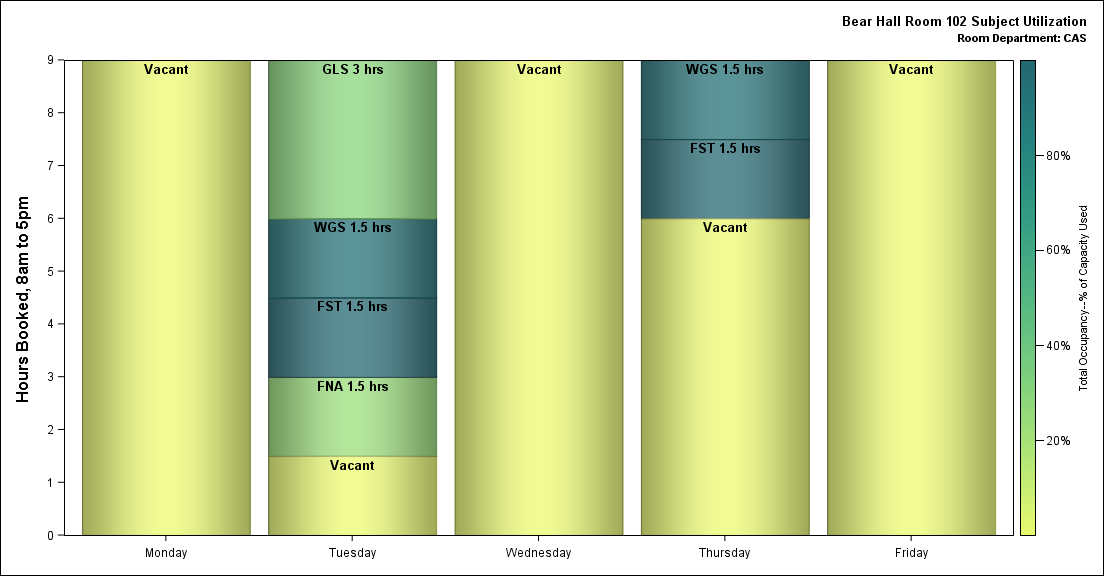 Bear Hall Room 102 Subject Utilization
Room Department: CAS
Hours Booked, 8am to 5pm
9
8
7
6
5
4
3
2
1
0
Vacant
GLS 3 hrs
WGS 1.5 hrs
FST 1.5 hrs
FNA 1.5 hrs
Vacant
Vacant
WGS 1.5 hrs
FST 1.5 hrs
Vacant
Vacant
Monday
Tuesday
Wednesday
Thursday
Friday
80%
60%
40%
20%
Total Occupancy--% of Capacity Used